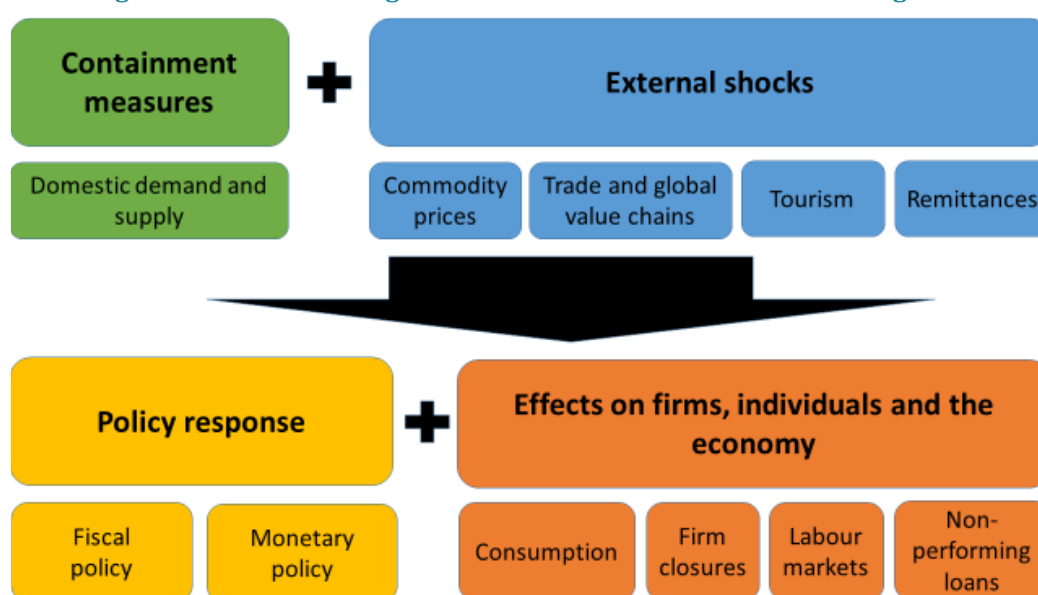 Containment
measures
External shocks
Domestic demand and
supply
Commodity
prices
Trade and global
value chains
Tourism
Remittances
Policy response
Effects on firms, individuals and the
economy
Fiscal
policy
Monetary
policy
Consumption
Firm
closures
Labour
markets
Non-
performing
loans